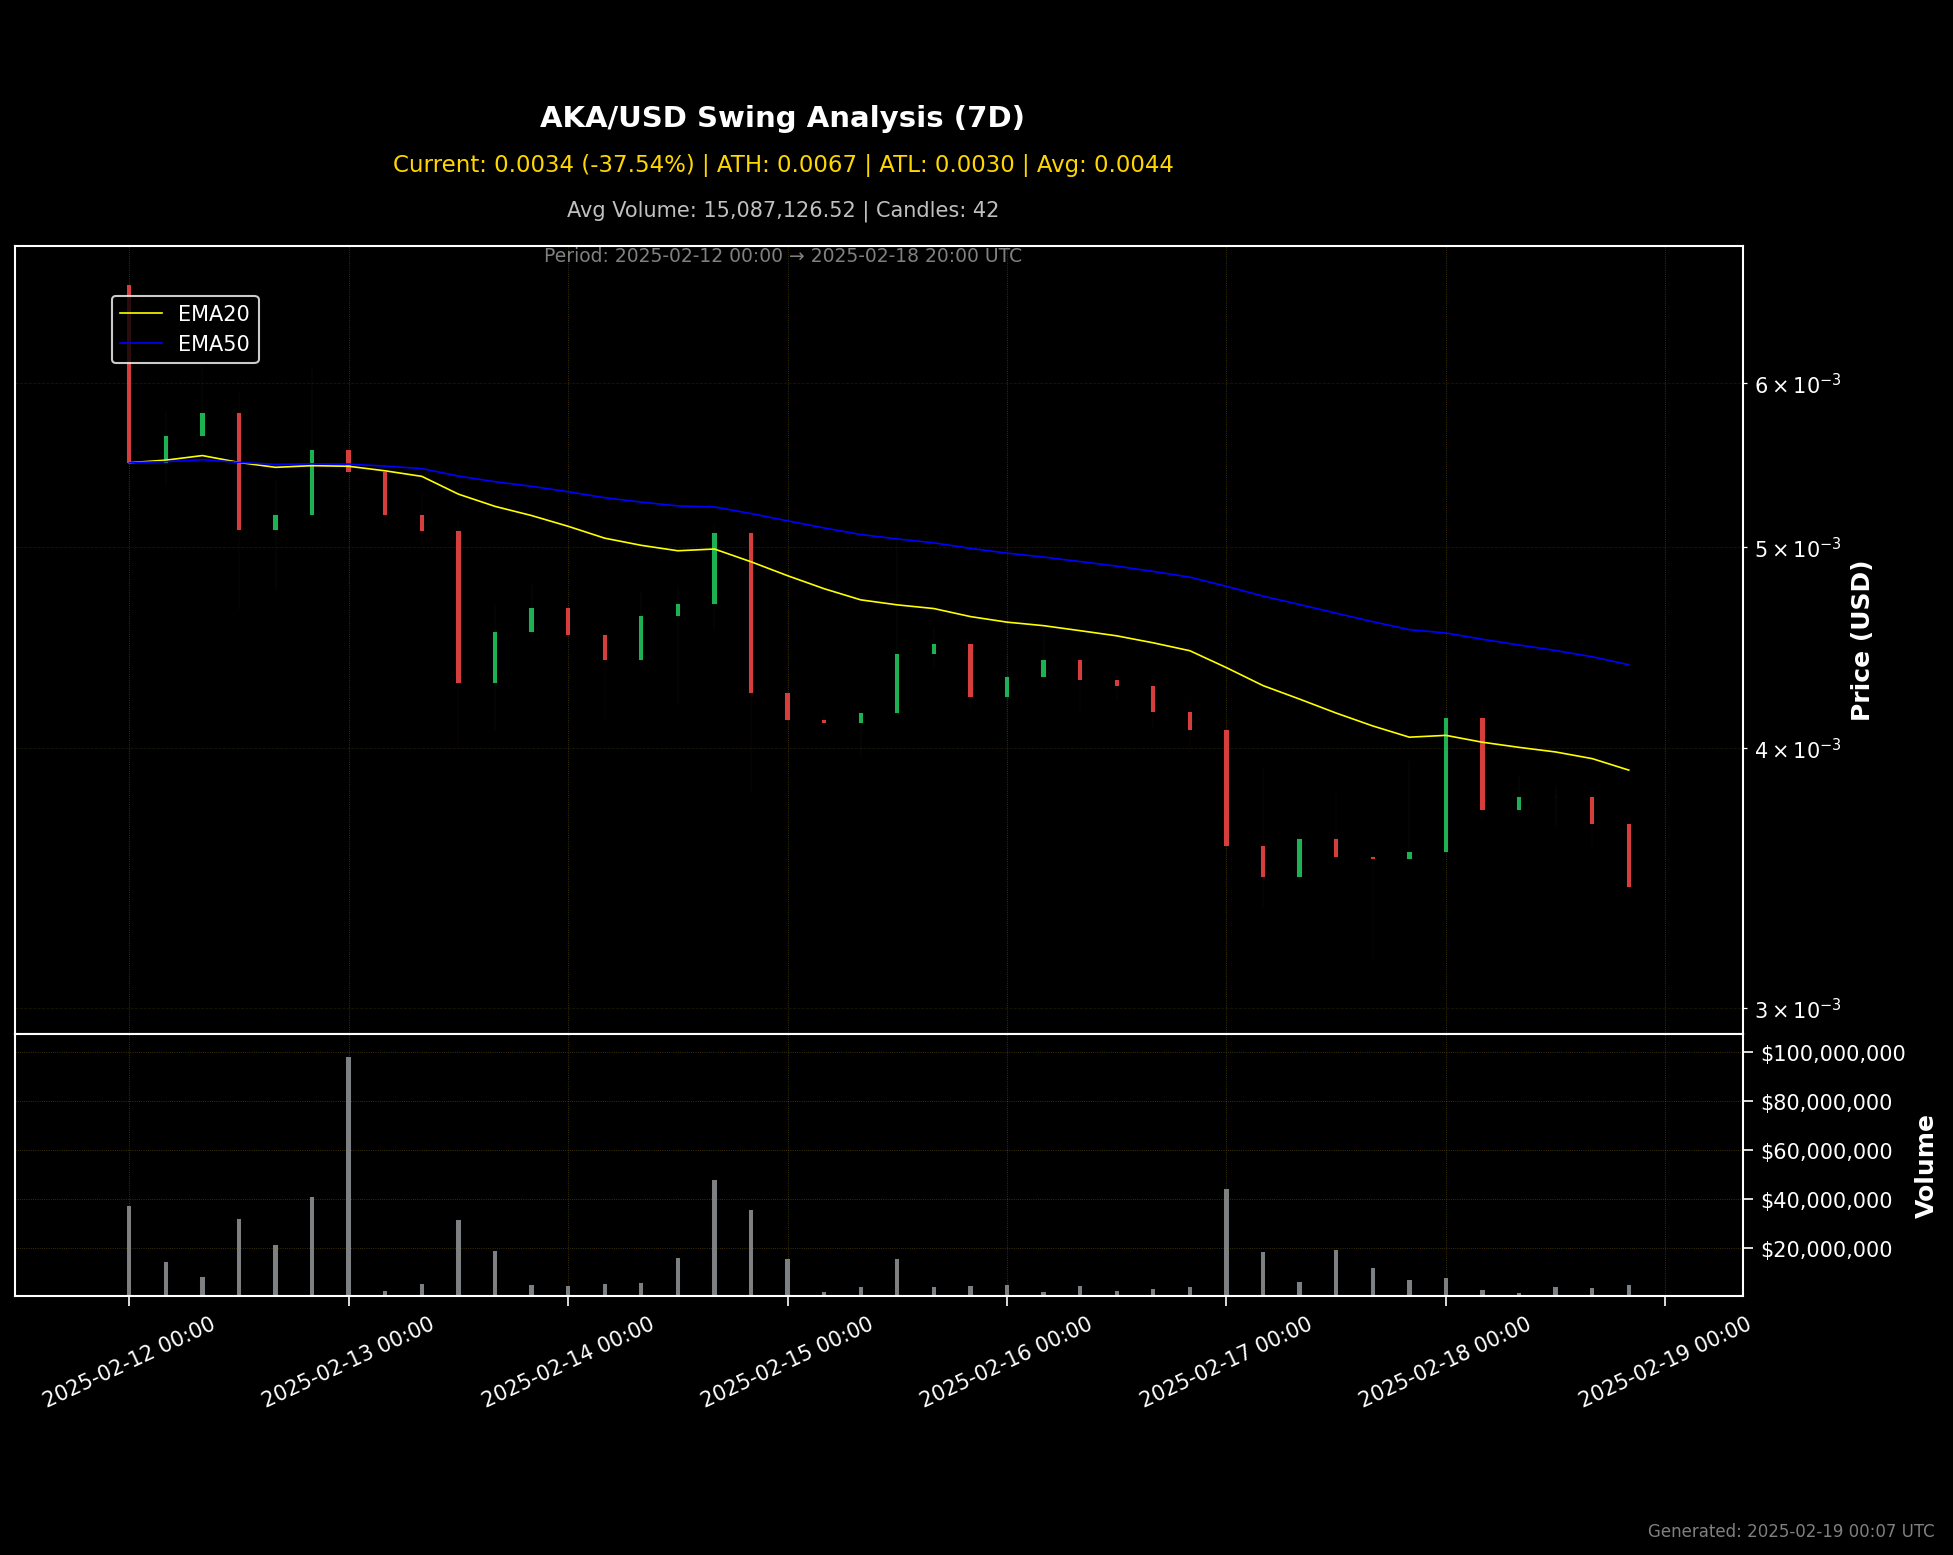 AKA/USD Swing Analysis (7D)
Current: 0.0034 (-37.54%) | ATH: 0.0067 | ATL: 0.0030 | Avg: 0.0044
Avg Volume: 15,087,126.52 | Candles: 42
Period: 2025-02-12 00:00 → 2025-02-18 20:00 UTC
EMA20
EMA50
6 × 10⁻³
5 × 10⁻³
4 × 10⁻³
3 × 10⁻³
Price (USD)
$100,000,000
$80,000,000
$60,000,000
$40,000,000
$20,000,000
Volume
2025-02-12 00:00
2025-02-13 00:00
2025-02-14 00:00
2025-02-15 00:00
2025-02-16 00:00
2025-02-17 00:00
2025-02-18 00:00
2025-02-19 00:00
Generated: 2025-02-19 00:07 UTC